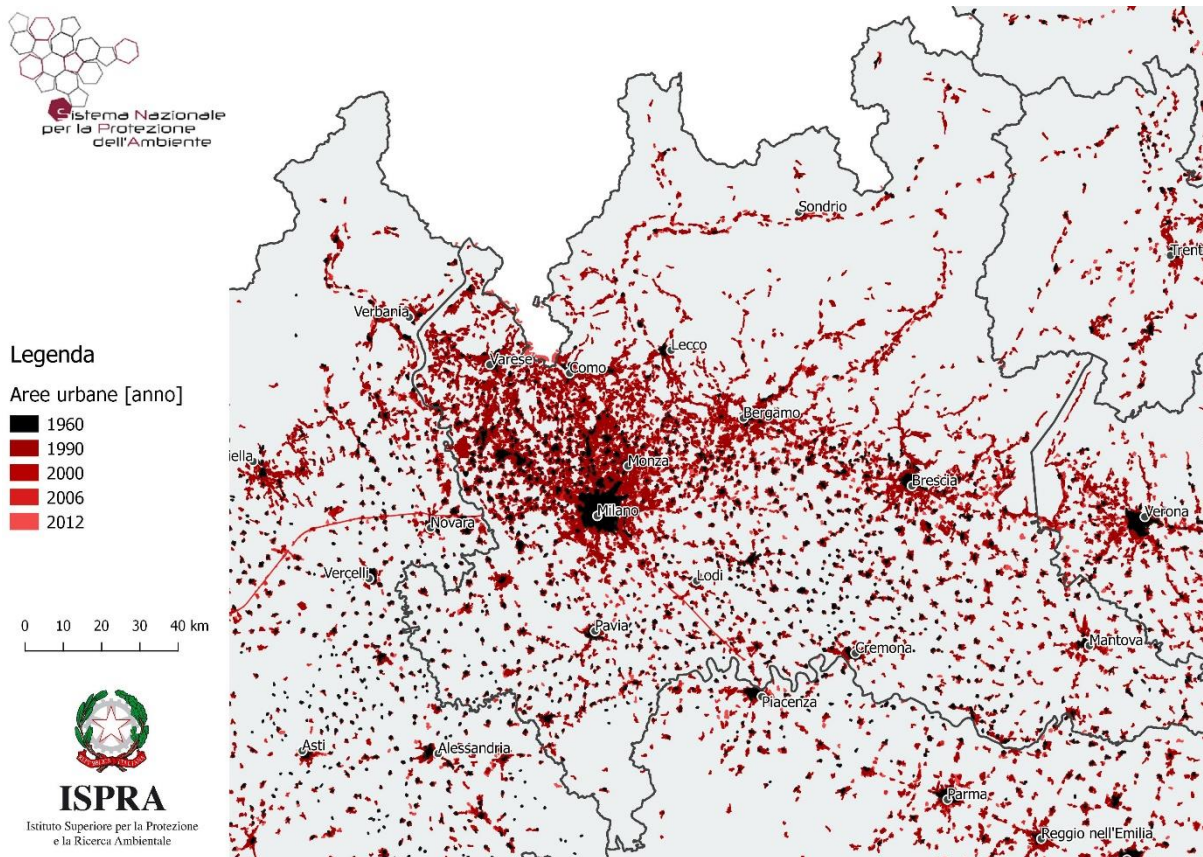 Sistema Nazionale
per la Protezione
dell'Ambiente
Legenda
Aree urbane [anno]
1960
1990
2000
2006
2012
0 10 20 30 40 km
ISPRA
Istituto Superiore per la Protezione
e la Ricerca Ambientale
Sondrio
Trent
Verbania
Lecco
Varese
Como
Bergamo
iella
Monza
Brescia
Milano
Verona
Novara
Vercelli
Lodi
Pavia
Mantova
Cremona
Piacenza
Asti
Alessandria
Parma
Reggio nell'Emilia